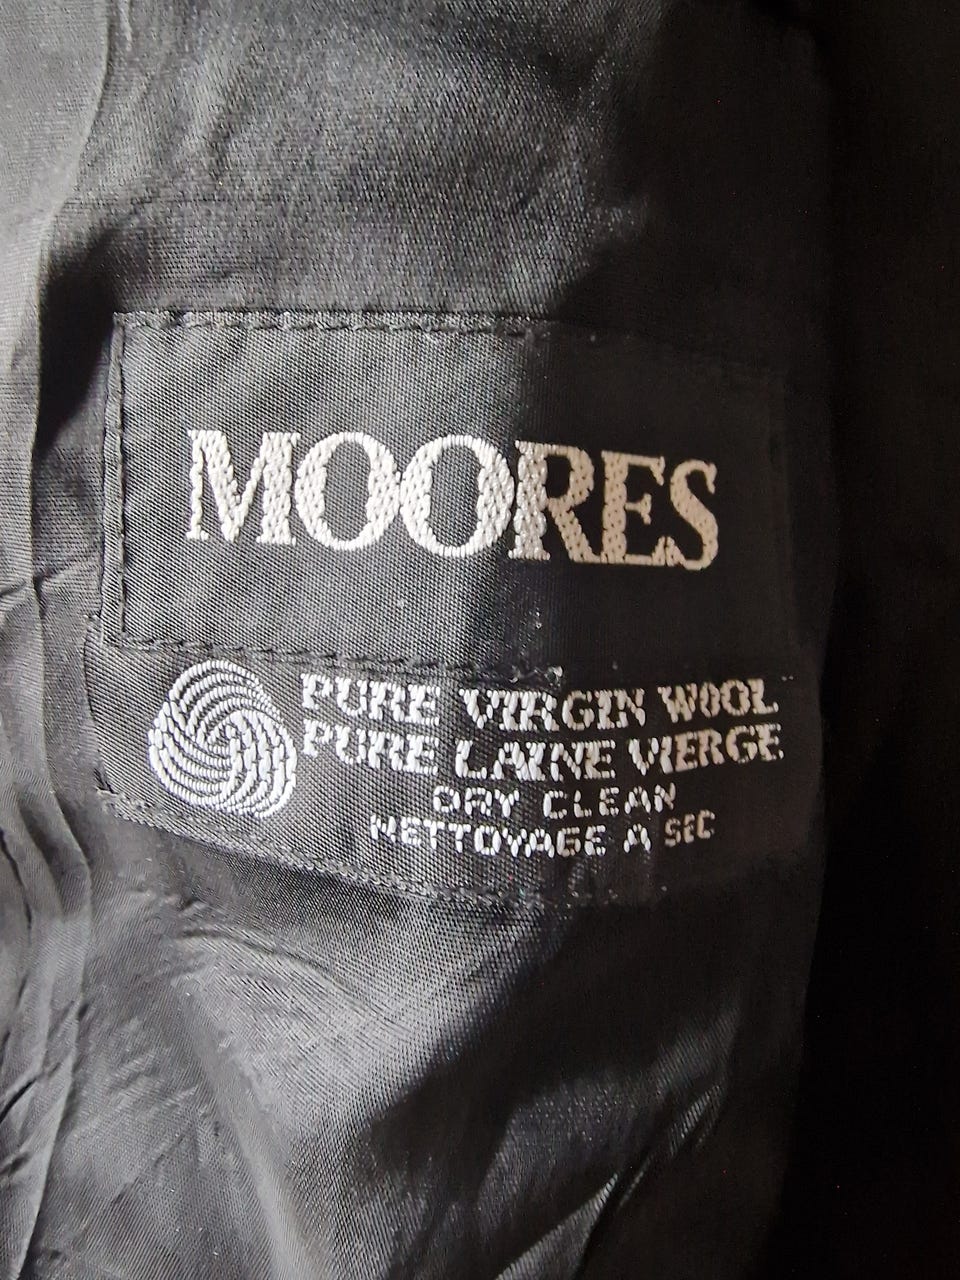 MOORES
PURE VIRGIN WOOL
PURE LAINE VIERGE
DRY CLEAN
NETTOYAGE A SEC